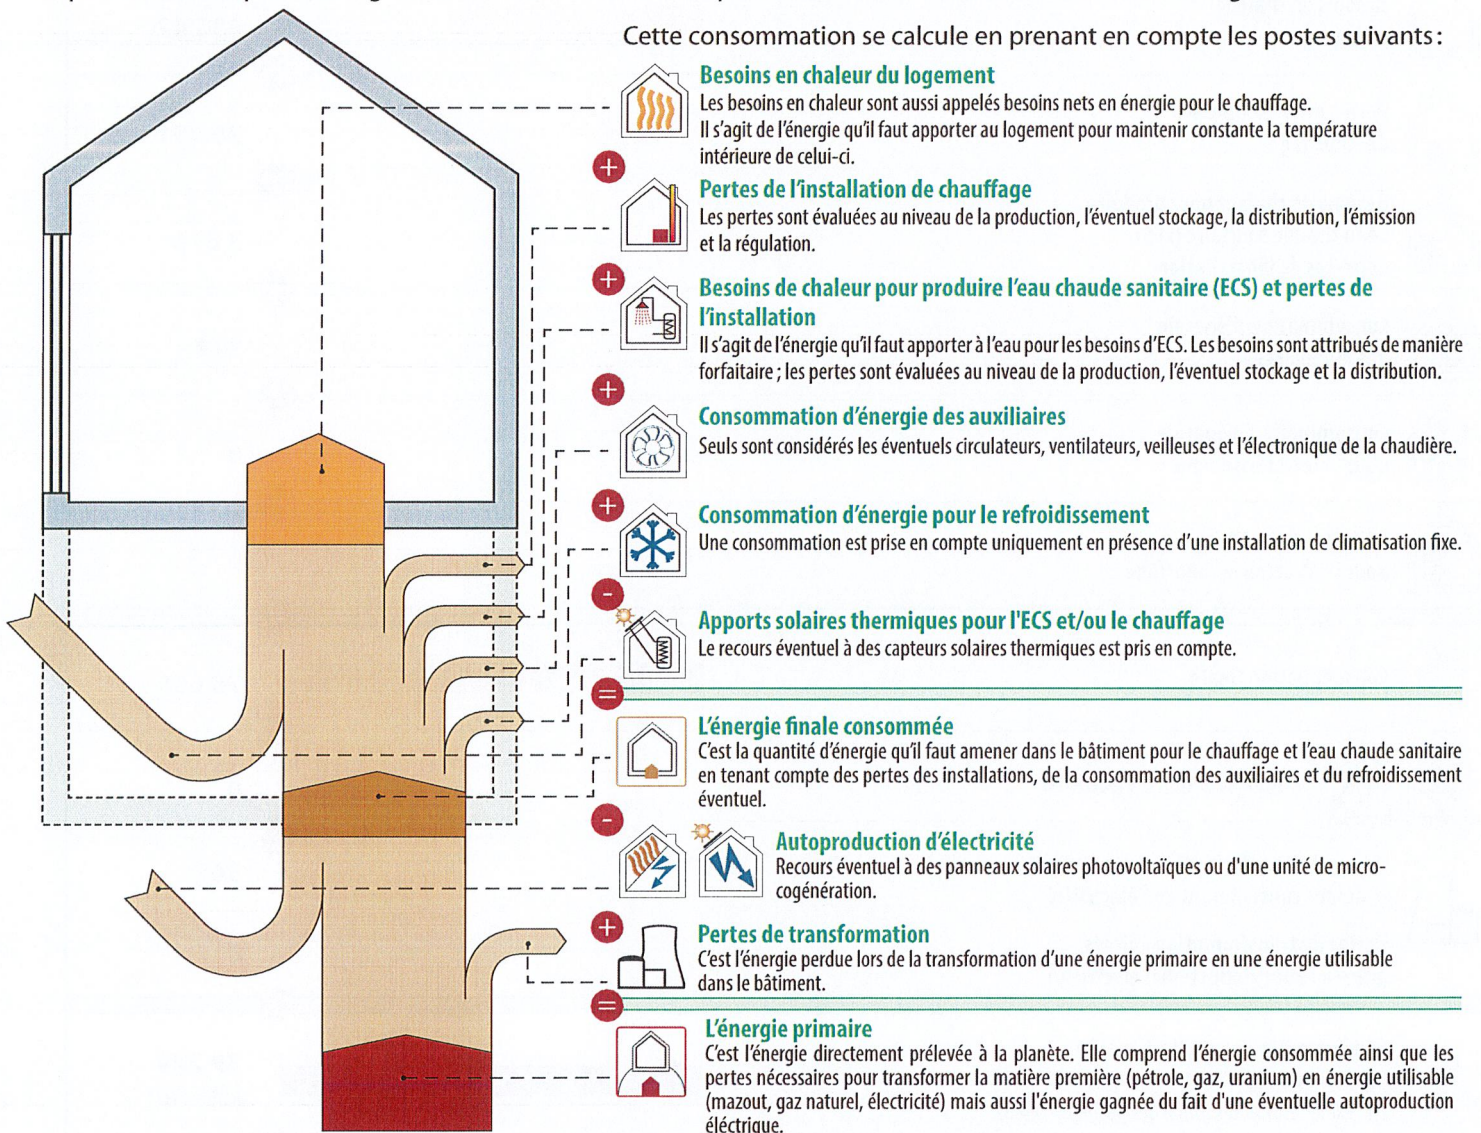 Cette consommation se calcule en prenant en compte les postes suivants :
Besoins en chaleur du logement
Les besoins en chaleur sont aussi appelés besoins nets en énergie pour le chauffage.
Il s'agit de l'énergie qu'il faut apporter au logement pour maintenir constante la température
intérieure de celui-ci.
+
Pertes de l'installation de chauffage
Les pertes sont évaluées au niveau de la production, l'éventuel stockage, la distribution, l'émission
et la régulation.
+
Besoins de chaleur pour produire l'eau chaude sanitaire (ECS) et pertes de
l'installation
Il s'agit de l'énergie qu'il faut apporter à l'eau pour les besoins d'ECS. Les besoins sont attribués de manière
forfaitaire ; les pertes sont évaluées au niveau de la production, l'éventuel stockage et la distribution.
+
Consommation d'énergie des auxiliaires
Seuls sont considérés les éventuels circulateurs, ventilateurs, veilleuses et l'électronique de la chaudière.
+
Consommation d'énergie pour le refroidissement
Une consommation est prise en compte uniquement en présence d'une installation de climatisation fixe.
-
Apports solaires thermiques pour l'ECS et/ou le chauffage
Le recours éventuel à des capteurs solaires thermiques est pris en compte.
=
L'énergie finale consommée
C'est la quantité d'énergie qu'il faut amener dans le bâtiment pour le chauffage et l'eau chaude sanitaire
en tenant compte des pertes des installations, de la consommation des auxiliaires et du refroidissement
éventuel.
-
Autoproduction d'électricité
Recours éventuel à des panneaux solaires photovoltaïques ou d'une unité de micro-
cogénération.
+
Pertes de transformation
C'est l'énergie perdue lors de la transformation d'une énergie primaire en une énergie utilisable
dans le bâtiment.
=
L'énergie primaire
C'est l'énergie directement prélevée à la planète. Elle comprend l'énergie consommée ainsi que les
pertes nécessaires pour transformer la matière première (pétrole, gaz, uranium) en énergie utilisable
(mazout, gaz naturel, électricité) mais aussi l'énergie gagnée du fait d'une éventuelle autoproduction
éléctrique.